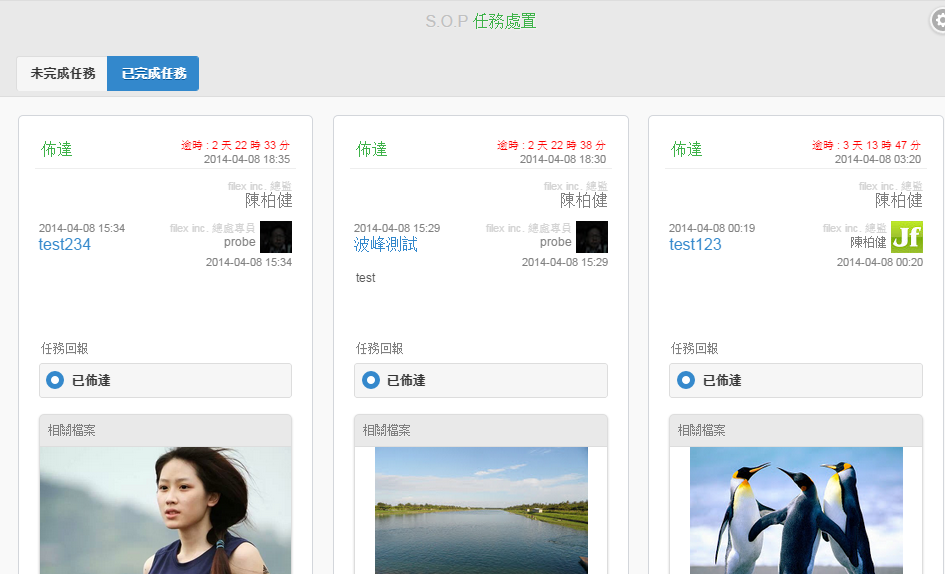 S.O.P 任務處置
未完成任務 已完成任務
佈達
逾時 : 2 天 22 時 33 分
2014-04-08 18:35
filex inc. 總監
陳柏健
2014-04-08 15:34
test234
filex inc. 總處專員
probe
2014-04-08 15:34
任務回報
已佈達
相關檔案
佈達
逾時 : 2 天 22 時 38 分
2014-04-08 18:30
filex inc. 總監
陳柏健
2014-04-08 15:29
波峰測試
filex inc. 總處專員
probe
2014-04-08 15:29
test
任務回報
已佈達
相關檔案
佈達
逾時 : 3 天 13 時 47 分
2014-04-08 03:20
filex inc. 總監
陳柏健
2014-04-08 00:19
test123
filex inc. 總監
陳柏健
Jf
2014-04-08 00:20
任務回報
已佈達
相關檔案